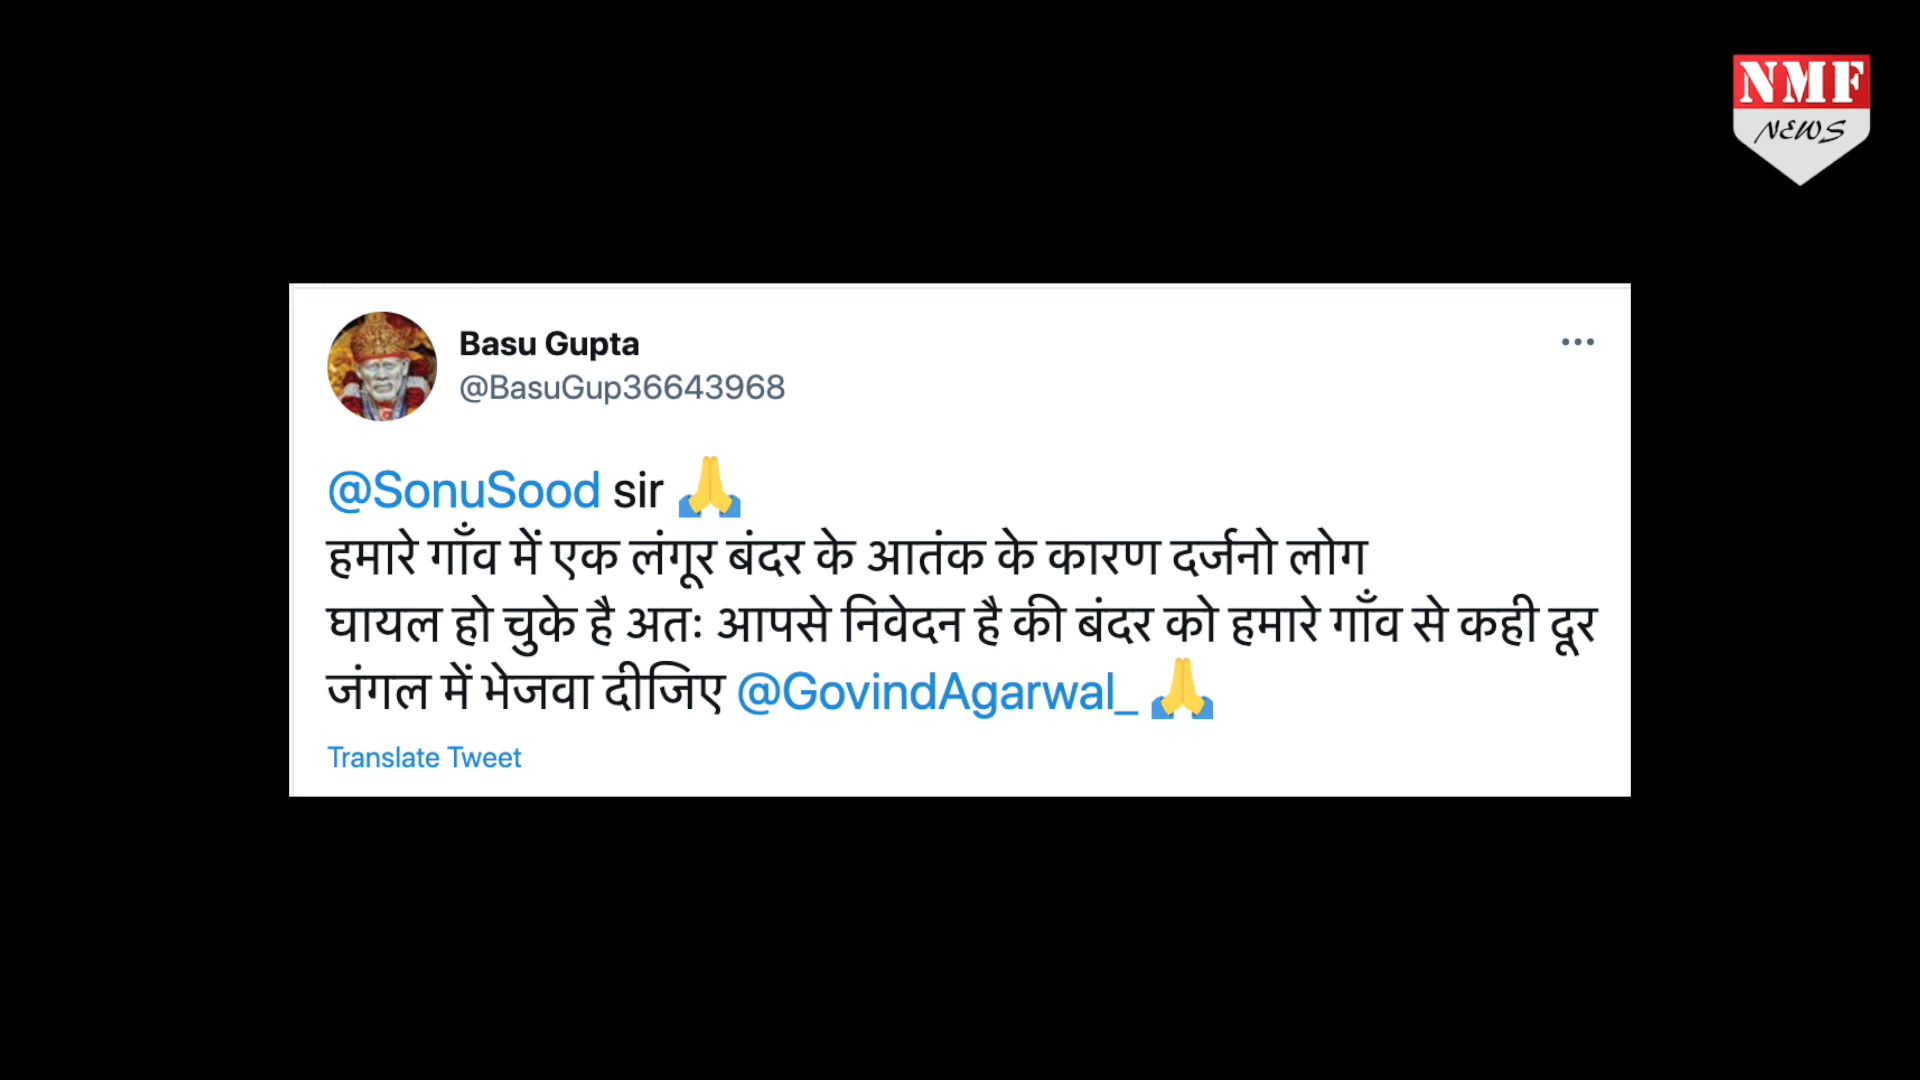 NMF
NEWS
Basu Gupta
@BasuGup36643968
@SonuSood sir 🙏
हमारे गाँव में एक लंगूर बंदर के आतंक के कारण दर्जनो लोग
घायल हो चुके है अतः आपसे निवेदन है की बंदर को हमारे गाँव से कही दूर
जंगल में भेजवा दीजिए @GovindAgarwal_ 🙏
Translate Tweet